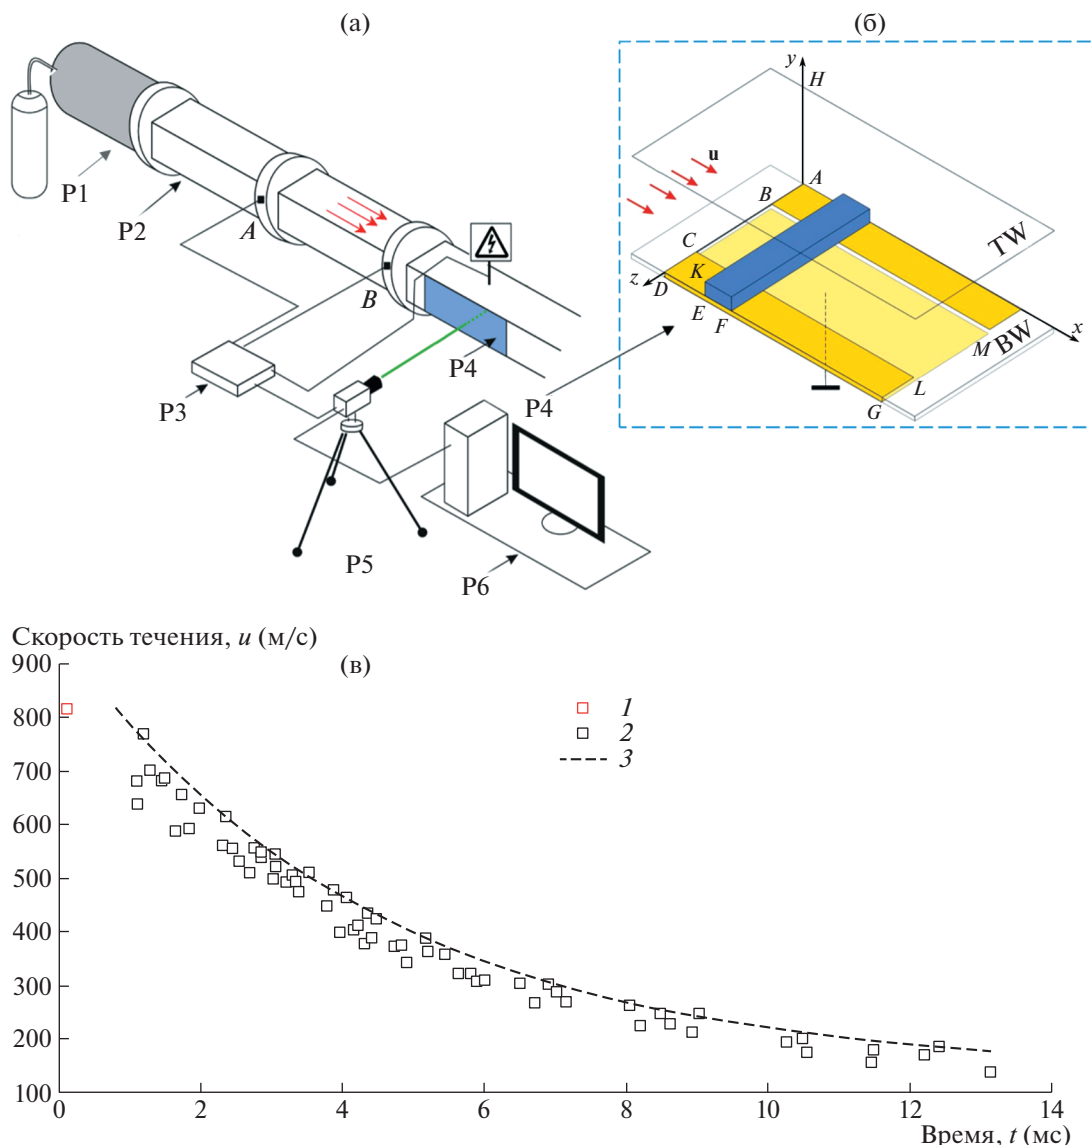 (а)
P1
P2
A
B
P3
P4
P5
P6
(б)
y
H
u
A
B
C
K
z
D
E
F
TW
BW
x
M
L
G
P4
Скорость течения, u (м/с)
(в)
900
800
700
600
500
400
300
200
100
1
2
3
0 2 4 6 8 10 12 14
Время, t (мс)